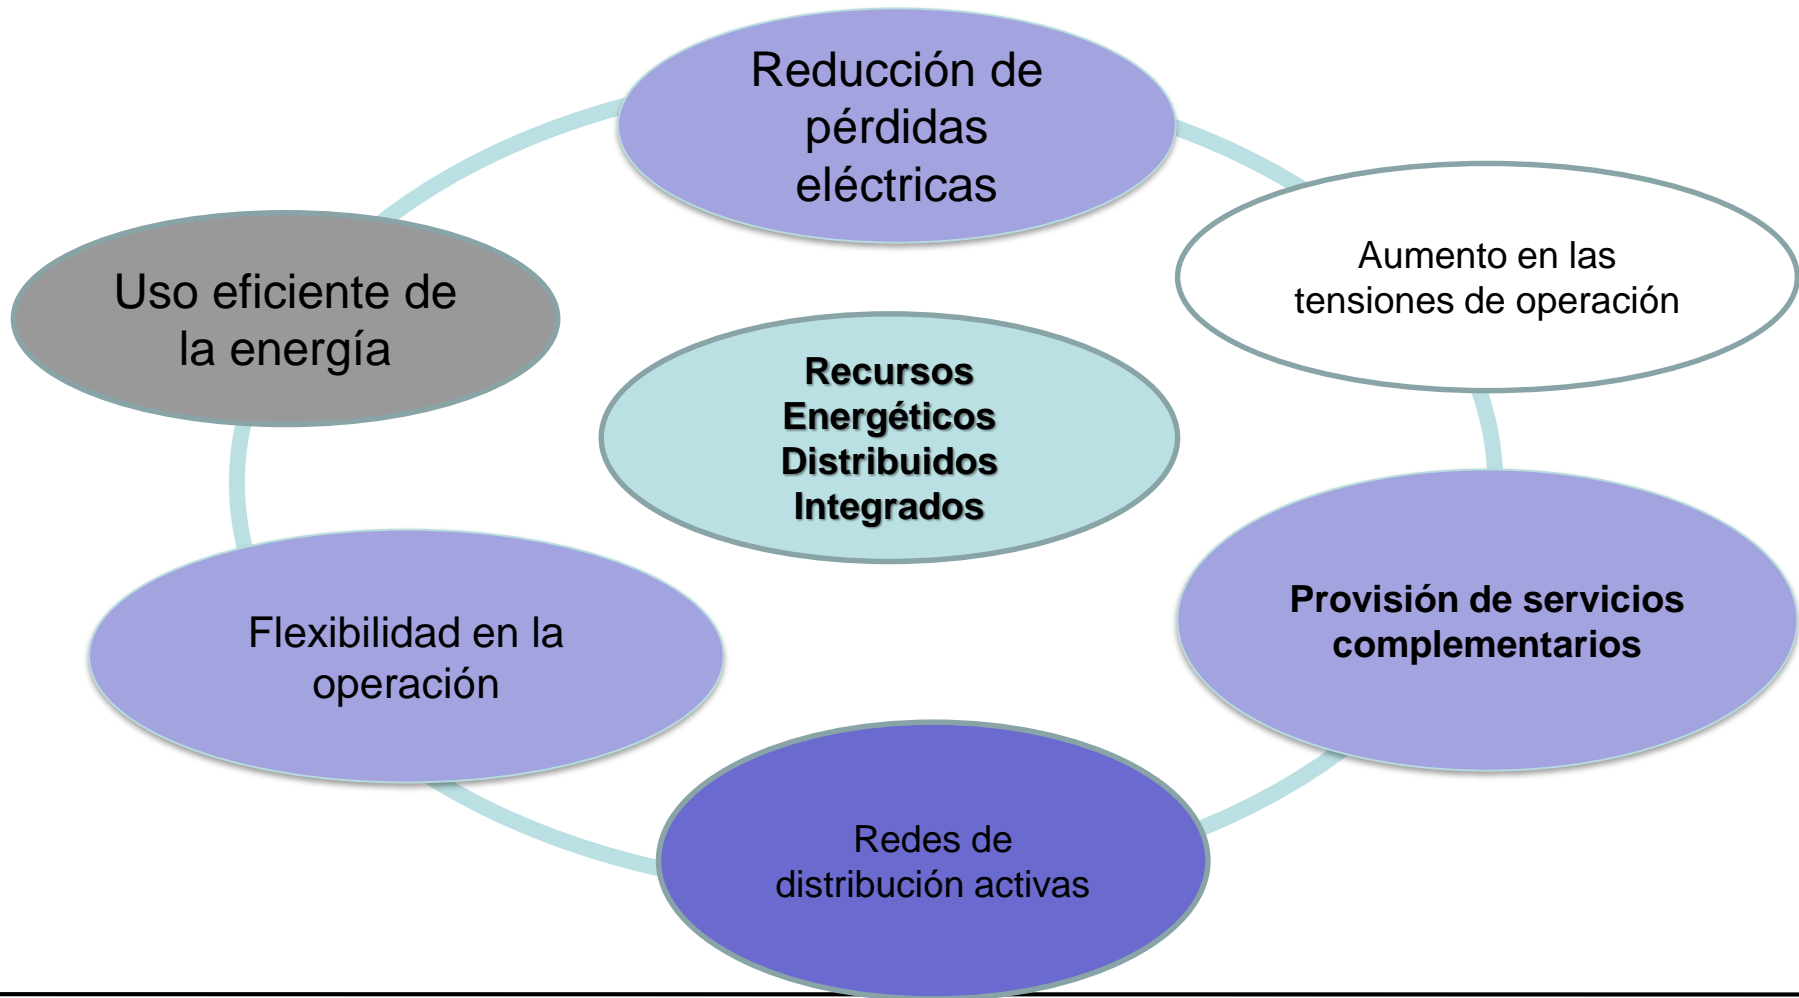 Reducción de
pérdidas
eléctricas
Aumento en las
tensiones de operación
Uso eficiente de
la energía
Recursos
Energéticos
Distribuidos
Integrados
Provisión de servicios
complementarios
Flexibilidad en la
operación
Redes de
distribución activas